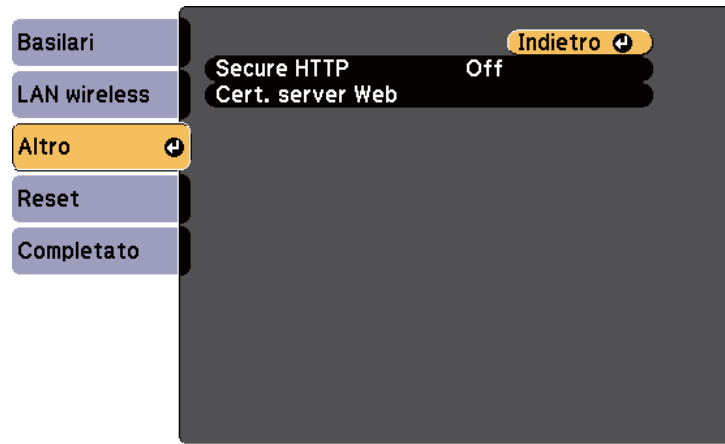 Basilari
LAN wireless
Altro
Reset
Completato
Indietro
Secure HTTP Off
Cert. server Web